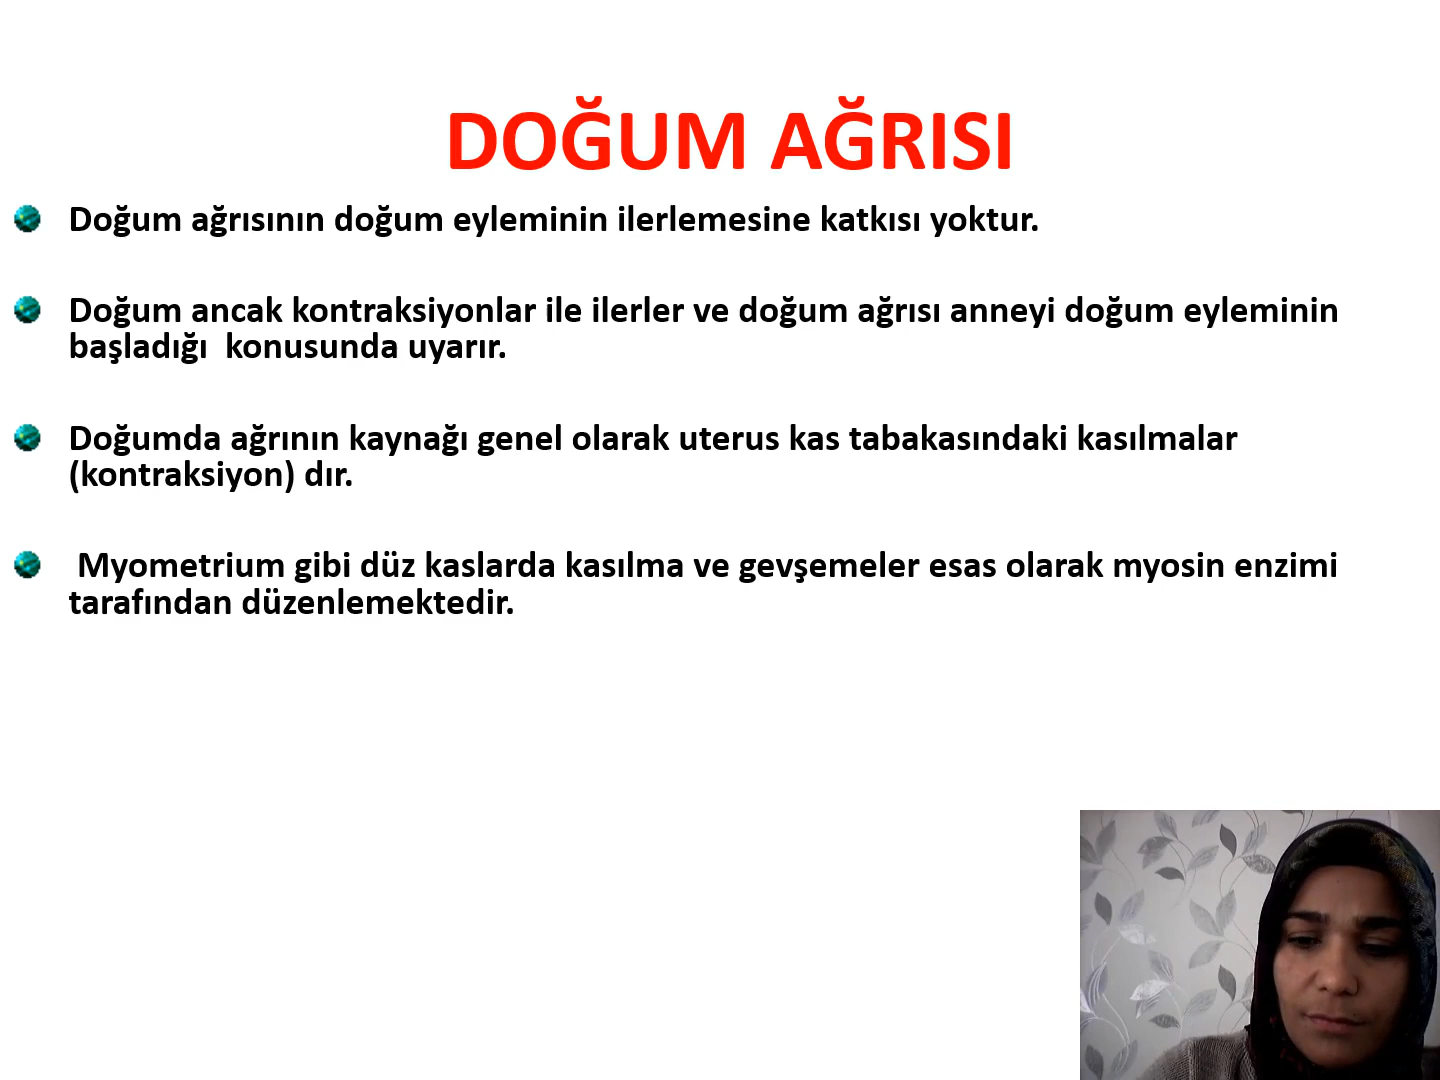 DOĞUM AĞRISI
Doğum ağrısının doğum eyleminin ilerlemesine katkısı yoktur.
Doğum ancak kontraksiyonlar ile ilerler ve doğum ağrısı anneyi doğum eyleminin
başladığı  konusunda uyarır.
Doğumda ağrının kaynağı genel olarak uterus kas tabakasındaki kasılmalar
(kontraksiyon) dır.
Myometrium gibi düz kaslarda kasılma ve gevşemeler esas olarak myosin enzimi
tarafından düzenlemektedir.